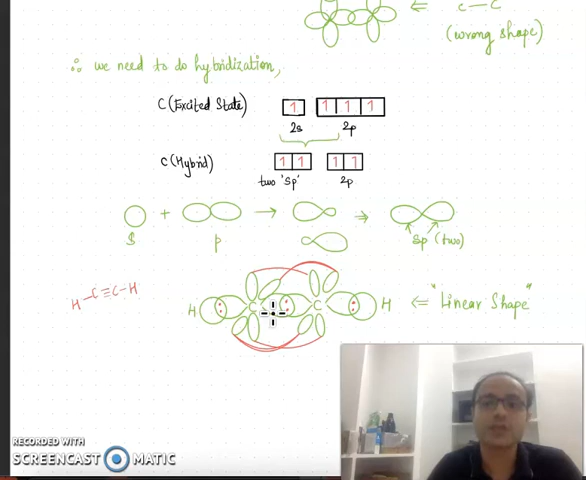 ⇐ C—C
(wrong shape)
∴ we need to do hybridization,
C (Excited State) 1 1 1 1
2s 2p
C (Hybrid) 1 1 1 1
two 'sp' 2p
+ → ⇒
S p sp (two)
H-C≡C-H
H C C H ⇐ "Linear Shape"
RECORDED WITH
SCREENCAST MATIC